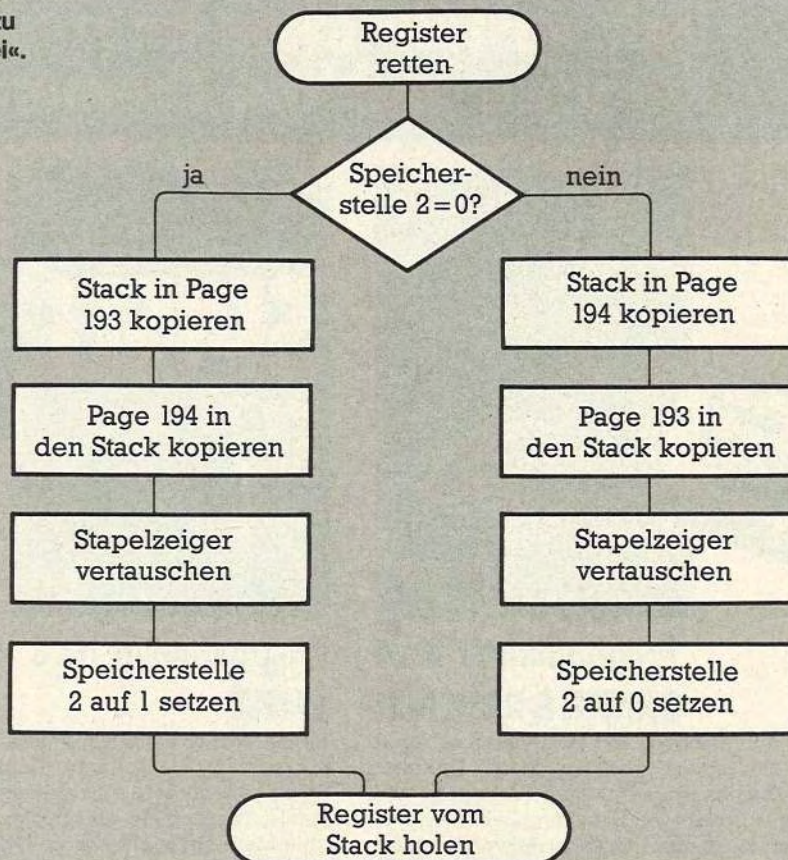 zu
ei«.
Register
retten
Speicher-
stelle 2=0?
ja
nein
Stack in Page
193 kopieren
Page 194 in
den Stack kopieren
Stapelzeiger
vertauschen
Speicherstelle
2 auf 1 setzen
Stack in Page
194 kopieren
Page 193 in
den Stack kopieren
Stapelzeiger
vertauschen
Speicherstelle
2 auf 0 setzen
Register vom
Stack holen